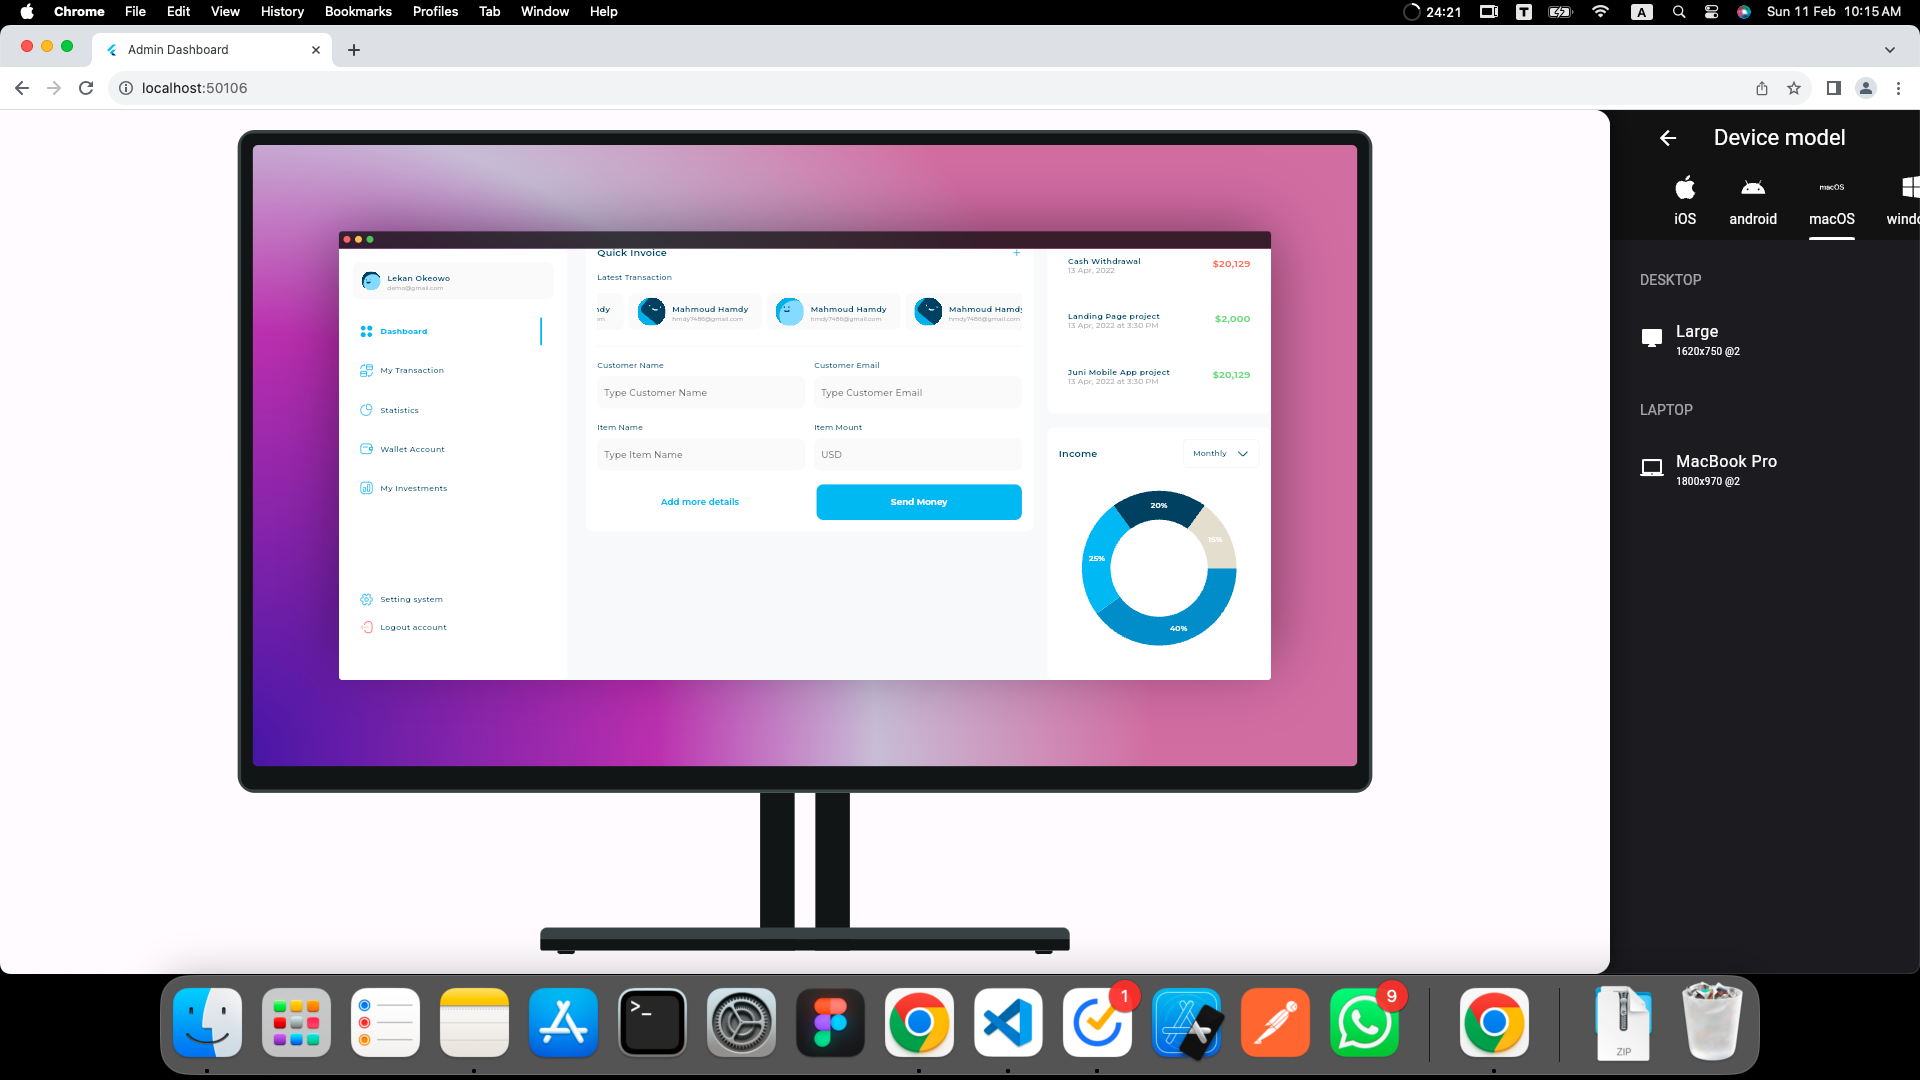 Chrome File Edit View History Bookmarks Profiles Tab Window Help 24:21 T A Sun 11 Feb 10:15 AM
Admin Dashboard
localhost:50106
Device model
macOS
iOS android macOS windo
DESKTOP
Large
1620x750 @2
LAPTOP
MacBook Pro
1800x970 @2
Lekan Okeowo
demo@gmail.com
Dashboard
My Transaction
Statistics
Wallet Account
My Investments
Setting system
Logout account
Quick Invoice +
Latest Transaction
ndy
m
Mahmoud Hamdy
hmdy7486@gmail.com
Mahmoud Hamdy
hmdy7486@gmail.com
Mahmoud Hamdy
hmdy7486@gmail.com
Customer Name Customer Email
Type Customer Name Type Customer Email
Item Name Item Mount
Type Item Name USD
Add more details Send Money
Cash Withdrawal $20,129
13 Apr, 2022
Landing Page project $2,000
13 Apr, 2022 at 3:30 PM
Juni Mobile App project $20,129
13 Apr, 2022 at 3:30 PM
Income Monthly
20%
15%
25%
40%
>_
1
9
ZIP